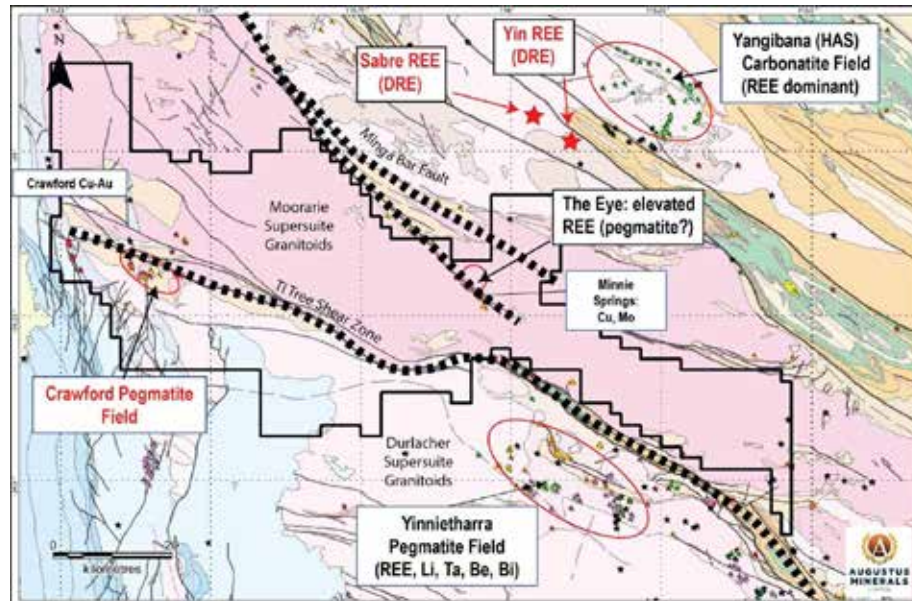 N
Sabre REE
(DRE)
Yin REE
(DRE)
Yangibana (HAS)
Carbonatite Field
(REE dominant)
Minga Bar Fault
Crawford Cu-Au
Moorarie
Supersuite
Granitoids
The Eye: elevated
REE (pegmatite?)
Minnie
Springs:
Cu, Mo
Ti Tree Shear Zone
Crawford Pegmatite
Field
Durlacher
Supersuite
Granitoids
Yinnietharra
Pegmatite Field
(REE, Li, Ta, Be, Bi)
0
kilometres
AUGUSTUS
MINERALS